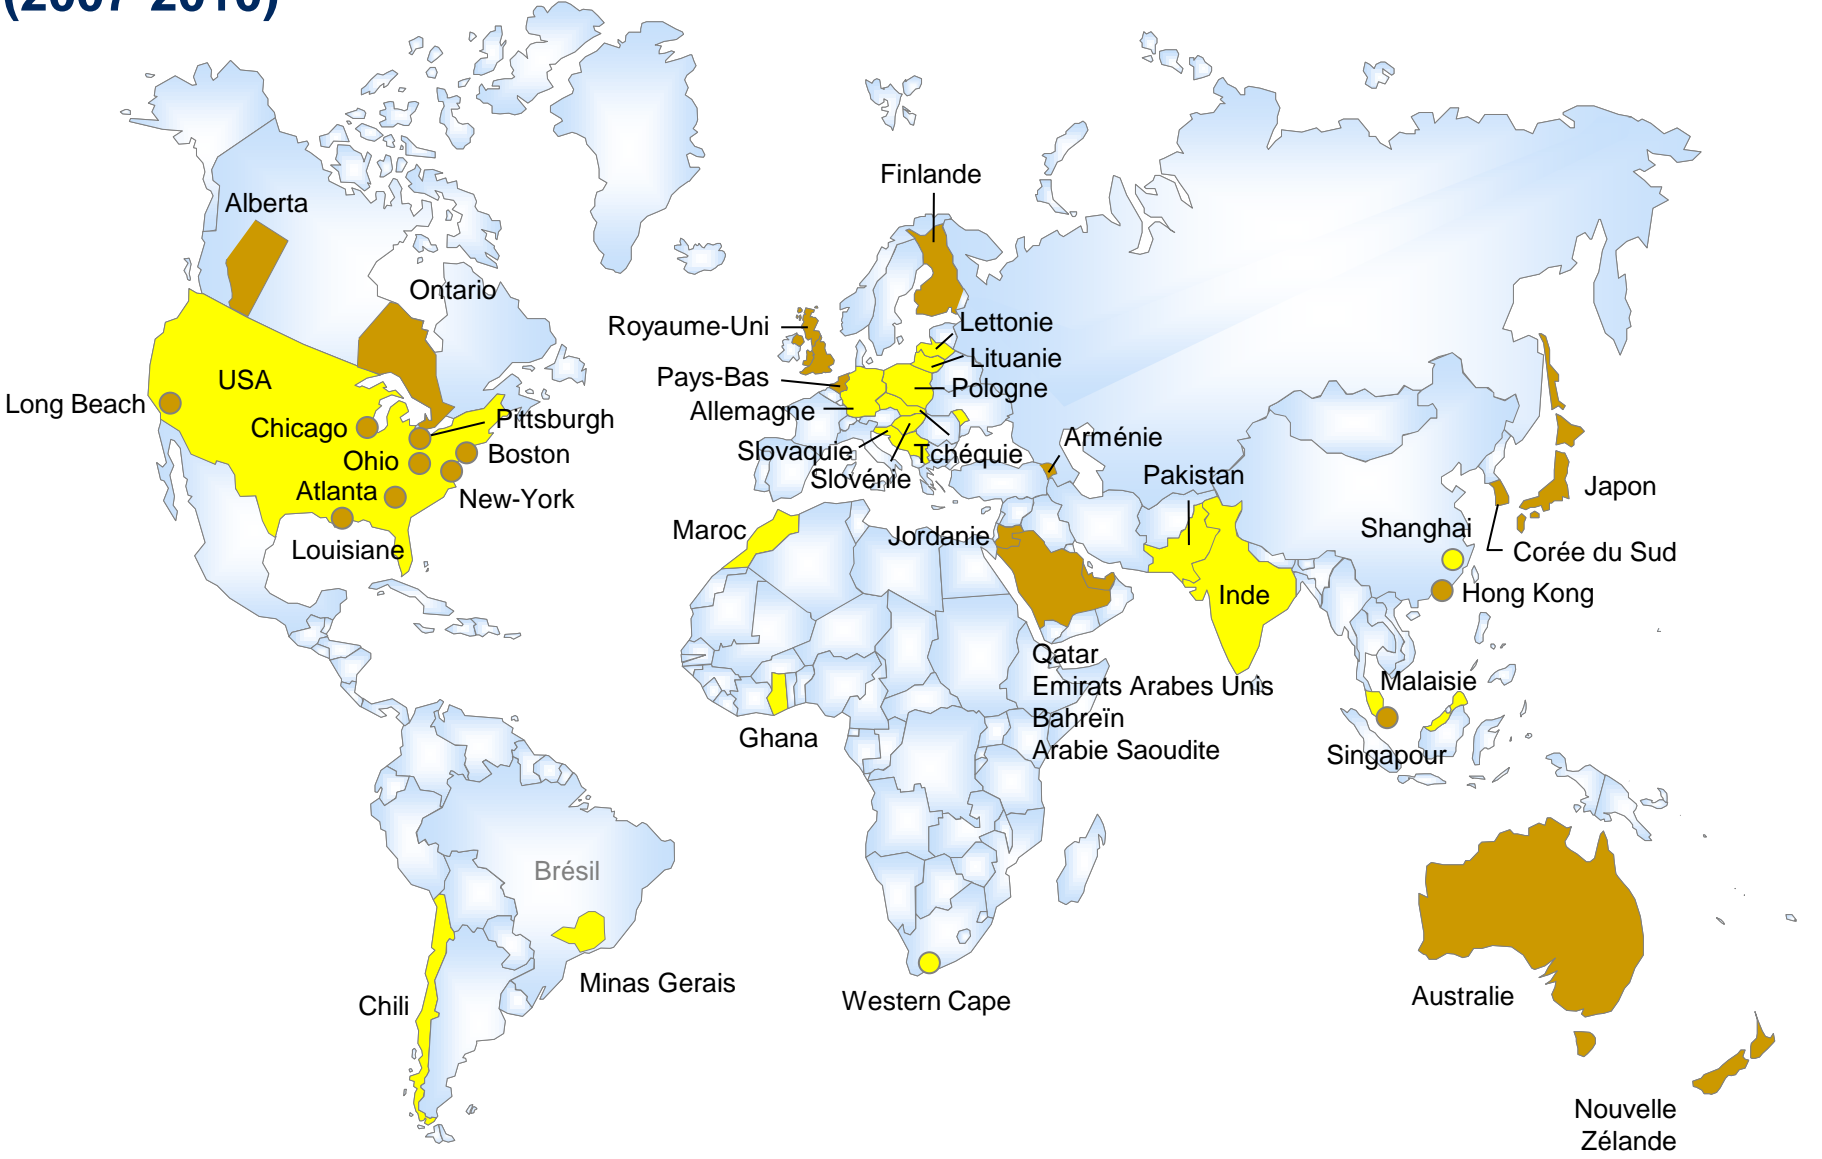 (2007-2010)
Finlande
Alberta
Ontario
Royaume-Uni
Lettonie
Lituanie
Pays-Bas
Pologne
USA
Long Beach
Allemagne
Pittsburgh
Chicago
Arménie
Slovaquie
Tchéquie
Boston
Ohio
Pakistan
Slovénie
Atlanta
New-York
Japon
Maroc
Jordanie
Shanghai
Louisiane
Corée du Sud
Inde
Hong Kong
Qatar
Emirats Arabes Unis
Bahreïn
Arabie Saoudite
Malaisie
Ghana
Singapour
Brésil
Minas Gerais
Chili
Western Cape
Australie
Nouvelle
Zélande